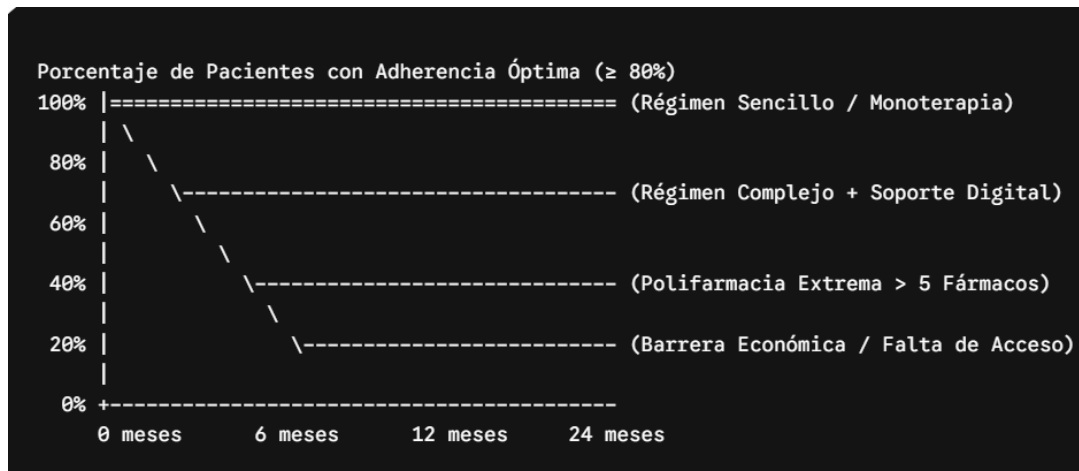 Porcentaje de Pacientes con Adherencia Óptima (≥ 80%)
100% |========================================== (Régimen Sencillo / Monoterapia)
| \
80% | \
| \------------------------------------ (Régimen Complejo + Soporte Digital)
60% | \
| \
40% | \------------------------------ (Polifarmacia Extrema > 5 Fármacos)
| \
20% | \-------------------------- (Barrera Económica / Falta de Acceso)
|
0% +------------------------------------------
0 meses 6 meses 12 meses 24 meses